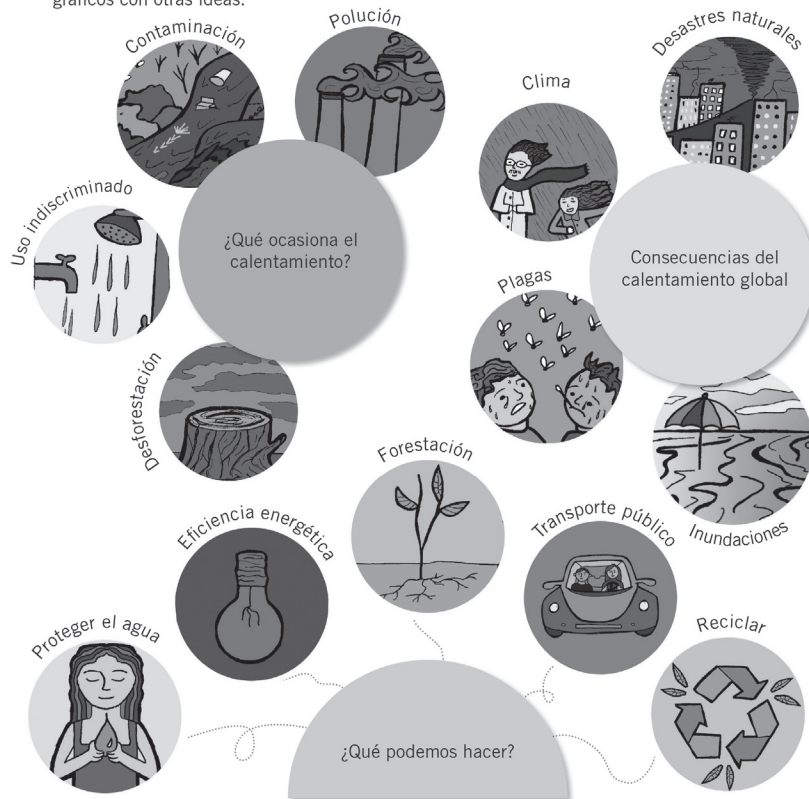 gráficos con otras ideas.
Contaminación
Polución
Uso indiscriminado
¿Qué ocasiona el
calentamiento?
Desforestación
Clima
Desastres naturales
Plagas
Consecuencias del
calentamiento global
Inundaciones
Proteger el agua
Eficiencia energética
Forestación
Transporte público
Reciclar
¿Qué podemos hacer?